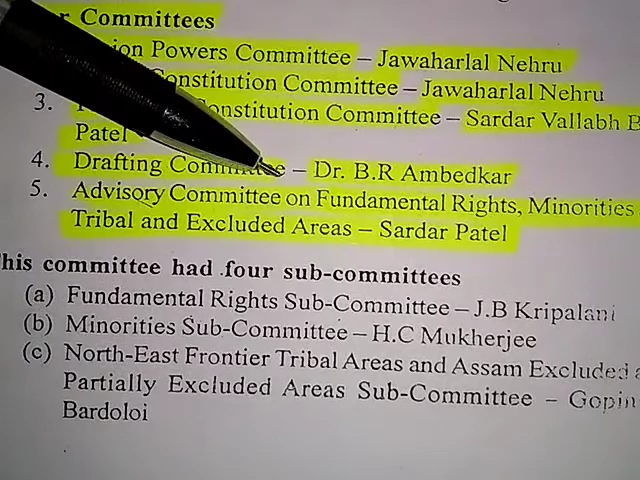 Committees
Powers Committee – Jawaharlal Nehru
Constitution Committee – Jawaharlal Nehru
3. Constitution Committee – Sardar Vallabh
Patel
4. Drafting Committee – Dr. B.R Ambedkar
5. Advisory Committee on Fundamental Rights, Minorities
Tribal and Excluded Areas – Sardar Patel
his committee had four sub-committees
(a) Fundamental Rights Sub-Committee – J.B Kripalani
(b) Minorities Sub-Committee – H.C Mukherjee
(c) North-East Frontier Tribal Areas and Assam Excluded
Partially Excluded Areas Sub-Committee – Gopin
Bardoloi